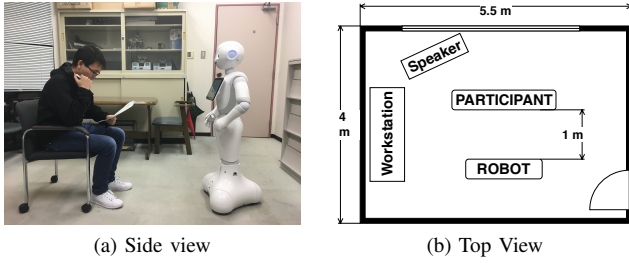 5.5 m
Speaker
4
m
Workstation
PARTICIPANT
1 m
ROBOT
(a) Side view
(b) Top View